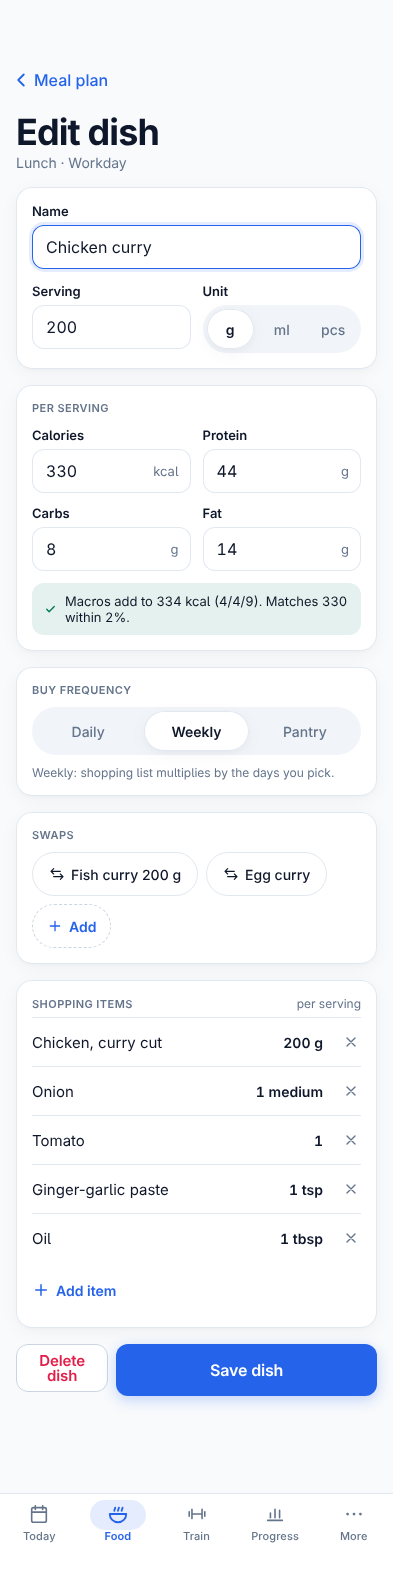 Meal plan
Edit dish
Lunch · Workday
Name
Chicken curry
Serving
Unit
200
g
ml
pcs
PER SERVING
Calories
Protein
330
kcal
44
g
Carbs
Fat
8
g
14
g
Macros add to 334 kcal (4/4/9). Matches 330
within 2%.
BUY FREQUENCY
Daily
Weekly
Pantry
Weekly: shopping list multiplies by the days you pick.
SWAPS
Fish curry 200 g
Egg curry
Add
SHOPPING ITEMS
per serving
Chicken, curry cut
200 g
Onion
1 medium
Tomato
1
Ginger-garlic paste
1 tsp
Oil
1 tbsp
Add item
Delete
dish
Save dish
Today
Food
Train
Progress
More